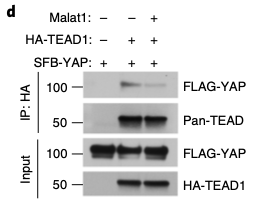 d
Malat1: – – +
HA-TEAD1: – + +
SFB-YAP: + + +
IP: HA
100 – FLAG-YAP
50 – Pan-TEAD
Input
100 – FLAG-YAP
50 – HA-TEAD1